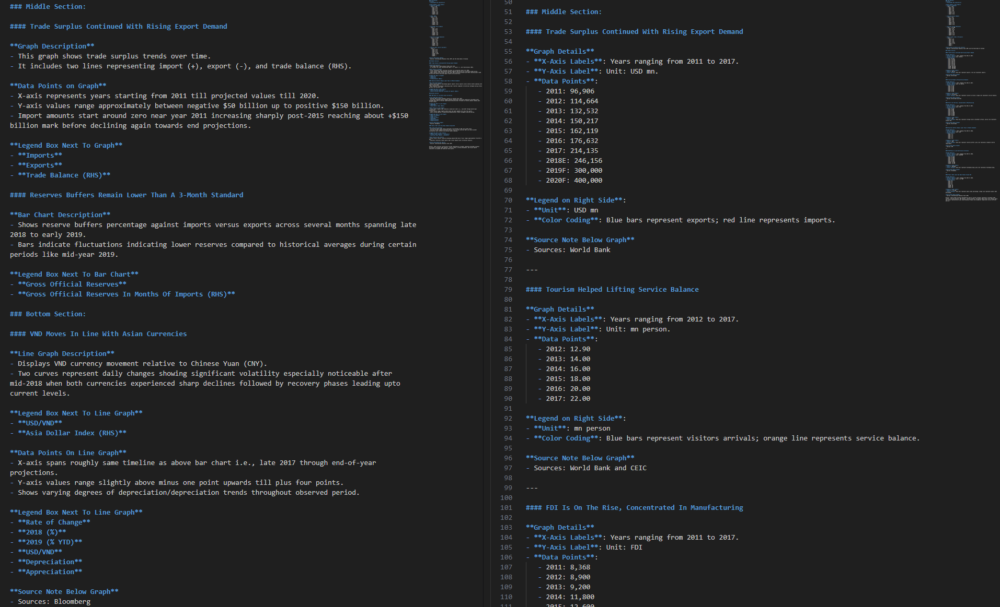 ### Middle Section:
#### Trade Surplus Continued With Rising Export Demand
**Graph Description**
- This graph shows trade surplus trends over time.
- It includes two lines representing import (+), export (-), and trade balance (RHS).
**Data Points on Graph**
- X-axis represents years starting from 2011 till projected values till 2020.
- Y-axis values range approximately between negative $50 billion up to positive $150 billion.
- Import amounts start around zero near year 2011 increasing sharply post-2015 reaching about +$150
billion mark before declining again towards end projections.
**Legend Box Next To Graph**
- **Imports**
- **Exports**
- **Trade Balance (RHS)**
#### Reserves Buffers Remain Lower Than A 3-Month Standard
**Bar Chart Description**
- Shows reserve buffers percentage against imports versus exports across several months spanning late
2018 to early 2019.
- Bars indicate fluctuations indicating lower reserves compared to historical averages during certain
periods like mid-year 2019.
**Legend Box Next To Bar Chart**
- **Gross Official Reserves**
- **Gross Official Reserves In Months Of Imports (RHS)**
### Bottom Section:
#### VND Moves In Line With Asian Currencies
**Line Graph Description**
- Displays VND currency movement relative to Chinese Yuan (CNY).
- Two curves represent daily changes showing significant volatility especially noticeable after
mid-2018 when both currencies experienced sharp declines followed by recovery phases leading upto
current levels.
**Legend Box Next To Line Graph**
- **USD/VND**
- **Asia Dollar Index (RHS)**
**Data Points On Line Graph**
- X-axis spans roughly same timeline as above bar chart i.e., late 2017 through end-of-year
projections.
- Y-axis values range slightly above minus one point upwards till plus four points.
- Shows varying degrees of depreciation/depreciation trends throughout observed period.
**Legend Box Next To Line Graph**
- **Rate of Change**
- **2018 (%)**
- **2019 (% YTD)**
- **USD/VND**
- **Depreciation**
- **Appreciation**
**Source Note Below Graph**
- Sources: Bloomberg
50
51 ### Middle Section:
52
53 #### Trade Surplus Continued With Rising Export Demand
54
55 **Graph Details**
56 - **X-Axis Labels**: Years ranging from 2011 to 2017.
57 - **Y-Axis Label**: Unit: USD mn.
58 - **Data Points**:
59 - 2011: 96,906
60 - 2012: 114,664
61 - 2013: 132,532
62 - 2014: 150,217
63 - 2015: 162,119
64 - 2016: 176,632
65 - 2017: 214,135
66 - 2018E: 246,156
67 - 2019F: 300,000
68 - 2020F: 400,000
69
70 **Legend on Right Side**:
71 - **Unit**: USD mn
72 - **Color Coding**: Blue bars represent exports; red line represents imports.
73
74 **Source Note Below Graph**
75 - Sources: World Bank
76
77 ---
78
79 #### Tourism Helped Lifting Service Balance
80
81 **Graph Details**
82 - **X-Axis Labels**: Years ranging from 2012 to 2017.
83 - **Y-Axis Label**: Unit: mn person.
84 - **Data Points**:
85 - 2012: 12.90
86 - 2013: 14.00
87 - 2014: 16.00
88 - 2015: 18.00
89 - 2016: 20.00
90 - 2017: 22.00
91
92 **Legend on Right Side**:
93 - **Unit**: mn person
94 - **Color Coding**: Blue bars represent visitors arrivals; orange line represents service balance.
95
96 **Source Note Below Graph**
97 - Sources: World Bank and CEIC
98
99 ---
100
101 #### FDI Is On The Rise, Concentrated In Manufacturing
102
103 **Graph Details**
104 - **X-Axis Labels**: Years ranging from 2011 to 2017.
105 - **Y-Axis Label**: Unit: FDI
106 - **Data Points**:
107 - 2011: 8,368
108 - 2012: 8,900
109 - 2013: 9,200
110 - 2014: 11,800
111 - 2015: 12,600